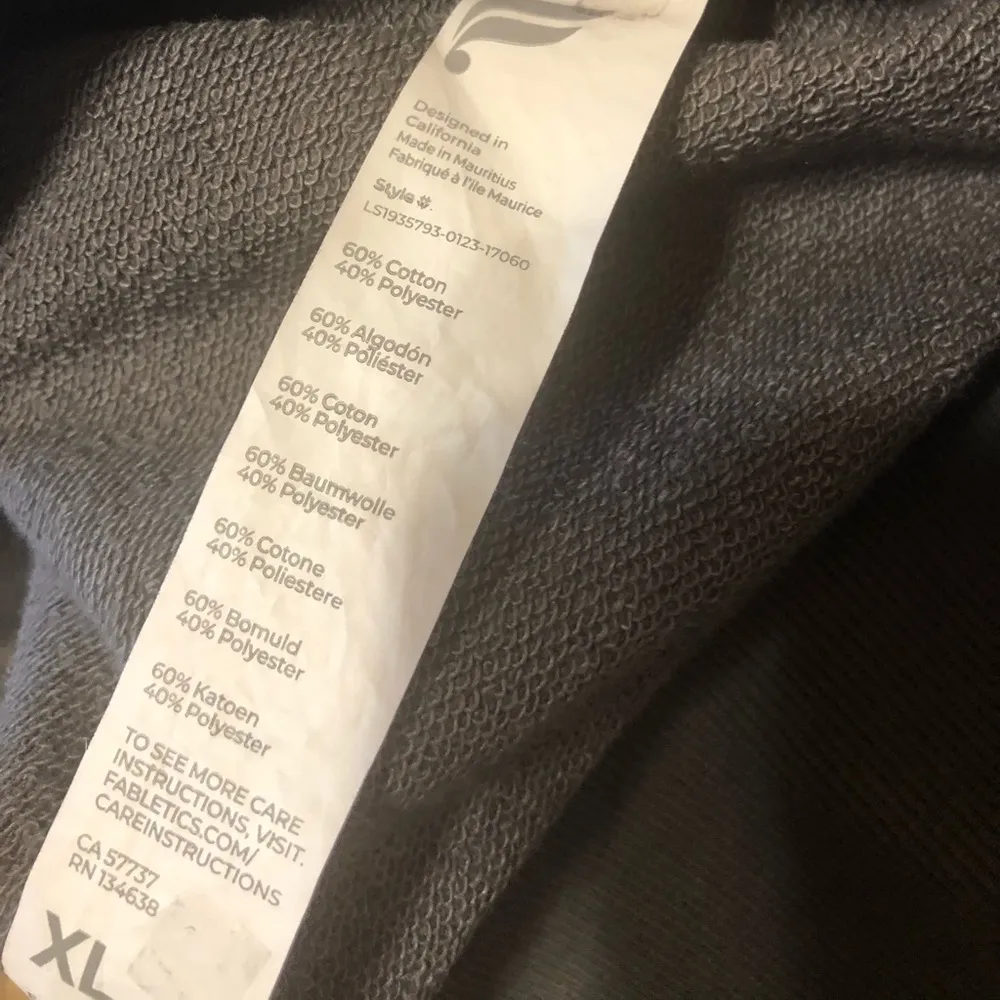 Designed in
California
Made in Mauritius
Fabriqué à l'ile Maurice
Style #.
LS1935793-0123-17060
60% Cotton
40% Polyester
60% Algodón
40% Poliéster
60% Coton
40% Polyester
60% Baumwolle
40% Polyester
60% Cotone
40% Poliestere
60% Bomuld
40% Polyester
60% Katoen
40% Polyester
TO SEE MORE CARE
INSTRUCTIONS, VISIT.
FABLETICS.COM/
CAREINSTRUCTIONS
CA 57737
RN 134638
XL